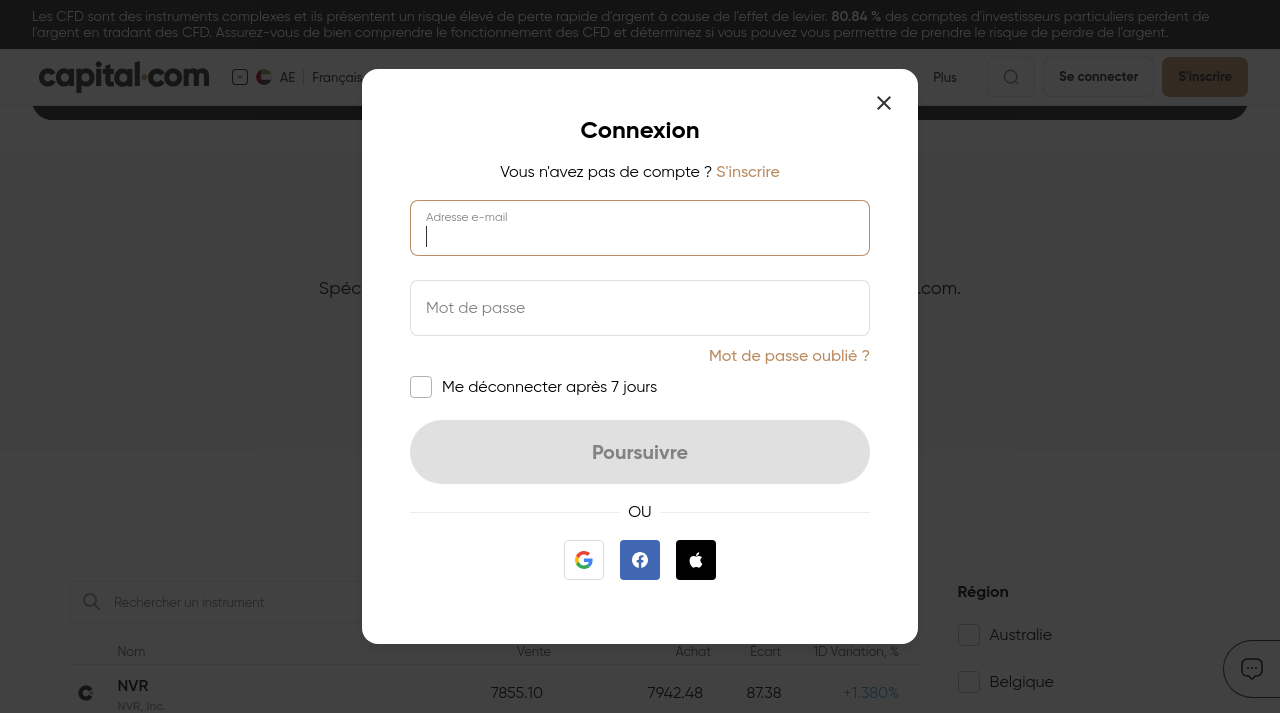 Les CFD sont des instruments complexes et ils présentent un risque élevé de perte rapide d'argent à cause de l'effet de levier. 80.84 % des comptes d'investisseurs particuliers perdent de
l'argent en tradant des CFD. Assurez-vous de bien comprendre le fonctionnement des CFD et déterminez si vous pouvez vous permettre de prendre le risque de perdre de l'argent.
capital.com AE Français Plus Se connecter S'inscrire
Connexion
Vous n'avez pas de compte ? S'inscrire
Adresse e-mail
Spéc .com.
Mot de passe
Mot de passe oublié ?
Me déconnecter après 7 jours
Poursuivre
OU
Rechercher un instrument
Nom Vente Achat Ecart 1D Variation, %
NVR 7855.10 7942.48 87.38 +1.380%
NVR, Inc.
Région
Australie
Belgique